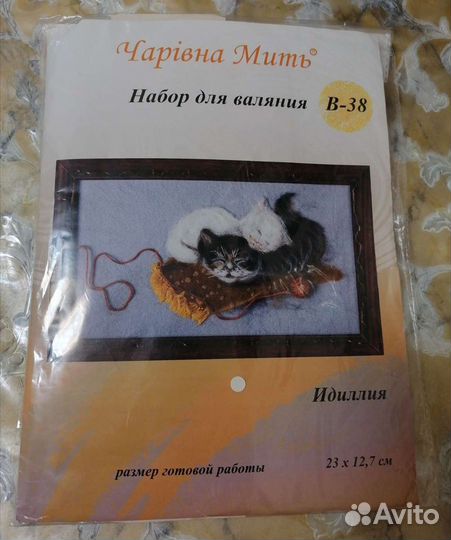 Чарівна Мить©
Набор для валяния В-38
Идиллия
размер готовой работы 23 x 12,7 см
Avito